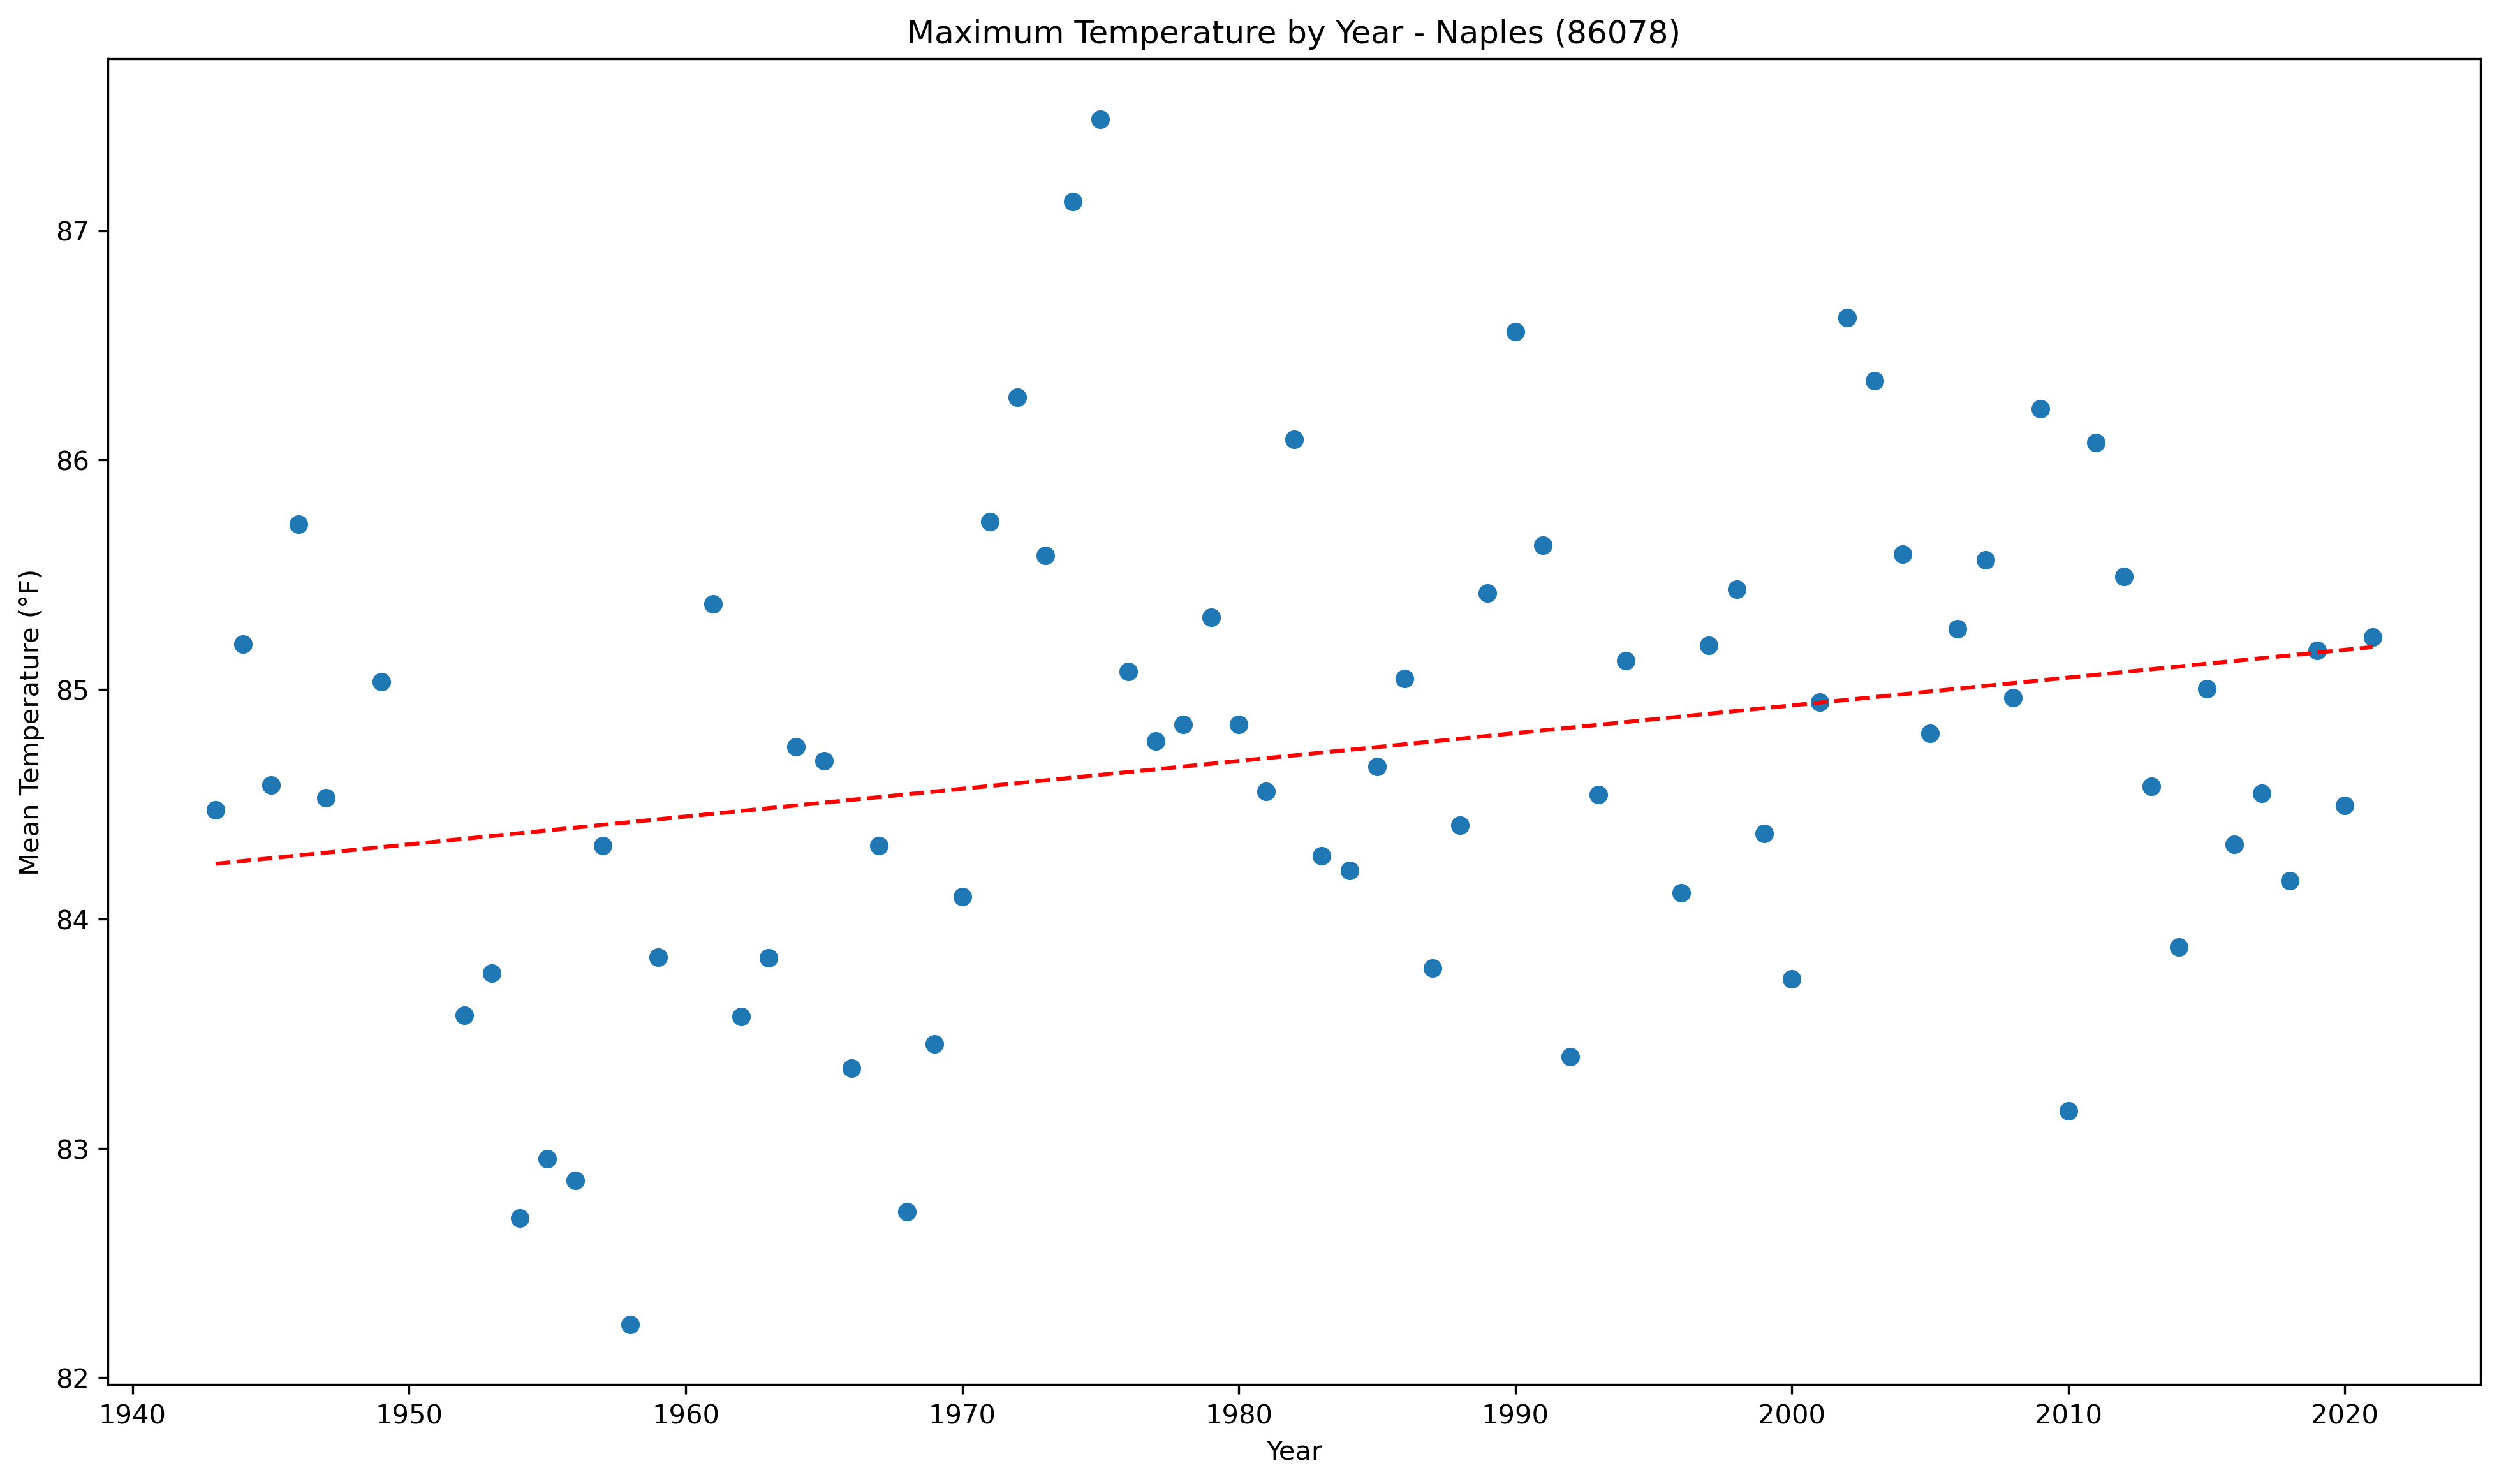 Maximum Temperature by Year - Naples (86078)
Mean Temperature (°F)
87
86
85
84
83
82
1940 1950 1960 1970 1980 1990 2000 2010 2020
Year